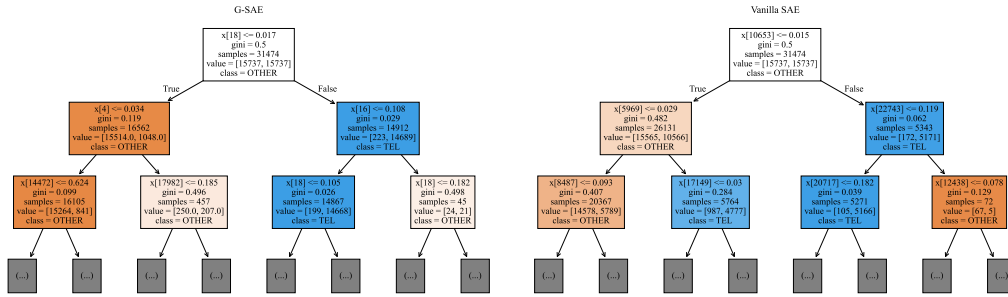 G-SAE
x[18] <= 0.017
gini = 0.5
samples = 31474
value = [15737, 15737]
class = OTHER
True
False
x[4] <= 0.034
gini = 0.119
samples = 16562
value = [15514.0, 1048.0]
class = OTHER
x[16] <= 0.108
gini = 0.029
samples = 14912
value = [223, 14689]
class = TEL
x[14472] <= 0.624
gini = 0.099
samples = 16105
value = [15264, 841]
class = OTHER
x[17982] <= 0.185
gini = 0.496
samples = 457
value = [250.0, 207.0]
class = OTHER
x[18] <= 0.105
gini = 0.026
samples = 14867
value = [199, 14668]
class = TEL
x[18] <= 0.182
gini = 0.498
samples = 45
value = [24, 21]
class = OTHER
(...)
(...)
(...)
(...)
(...)
(...)
(...)
(...)
Vanilla SAE
x[10653] <= 0.015
gini = 0.5
samples = 31474
value = [15737, 15737]
class = OTHER
True
False
x[5969] <= 0.029
gini = 0.482
samples = 26131
value = [15565, 10566]
class = OTHER
x[22743] <= 0.119
gini = 0.062
samples = 5343
value = [172, 5171]
class = TEL
x[8487] <= 0.093
gini = 0.407
samples = 20367
value = [14578, 5789]
class = OTHER
x[17149] <= 0.03
gini = 0.284
samples = 5764
value = [987, 4777]
class = TEL
x[20717] <= 0.182
gini = 0.039
samples = 5271
value = [105, 5166]
class = TEL
x[12438] <= 0.078
gini = 0.129
samples = 72
value = [67, 5]
class = OTHER
(...)
(...)
(...)
(...)
(...)
(...)
(...)
(...)